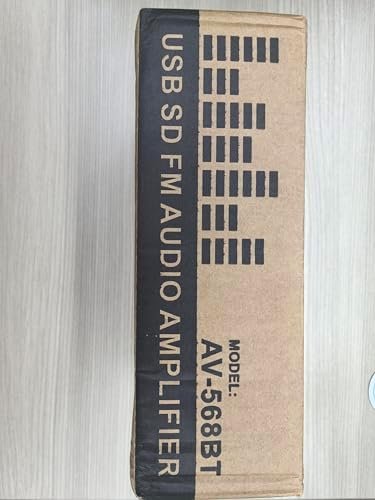 MODEL:
AV-568BT
USB SD FM AUDIO AMPLIFIER